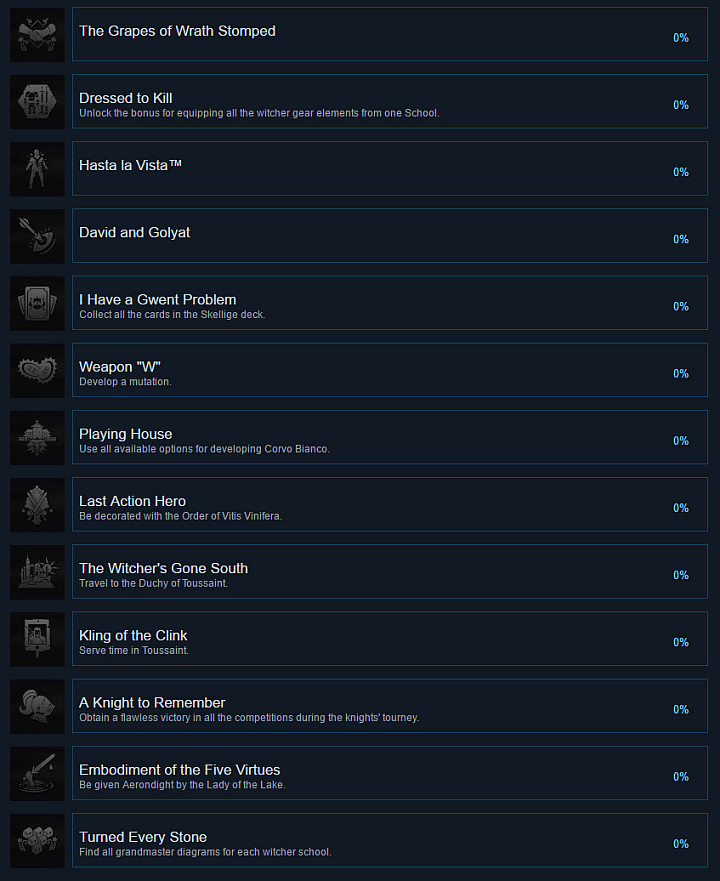 The Grapes of Wrath Stomped
0%
Dressed to Kill
Unlock the bonus for equipping all the witcher gear elements from one School.
0%
Hasta la Vista™
0%
David and Golyat
0%
I Have a Gwent Problem
Collect all the cards in the Skellige deck.
0%
Weapon "W"
Develop a mutation.
0%
Playing House
Use all available options for developing Corvo Bianco.
0%
Last Action Hero
Be decorated with the Order of Vitis Vinifera.
0%
The Witcher's Gone South
Travel to the Duchy of Toussaint.
0%
Kling of the Clink
Serve time in Toussaint.
0%
A Knight to Remember
Obtain a flawless victory in all the competitions during the knights' tourney.
0%
Embodiment of the Five Virtues
Be given Aerondight by the Lady of the Lake.
0%
Turned Every Stone
Find all grandmaster diagrams for each witcher school.
0%